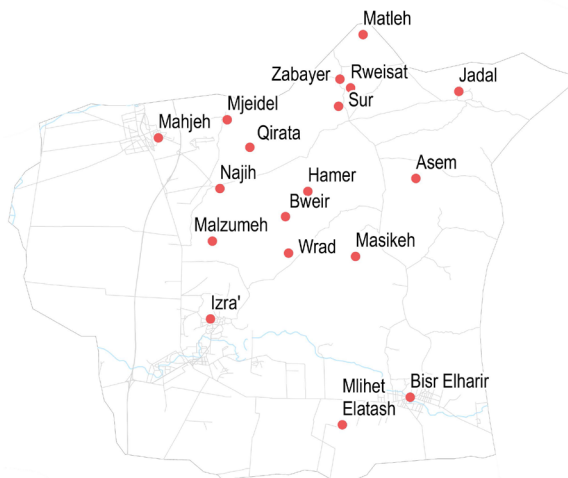 Matleh
Zabayer
Rweisat
Jadal
Sur
Mjeidel
Mahjeh
Qirata
Asem
Najih
Hamer
Bweir
Malzumeh
Wrad
Masikeh
Izra'
Mlihet
Elatash
Bisr Elharir